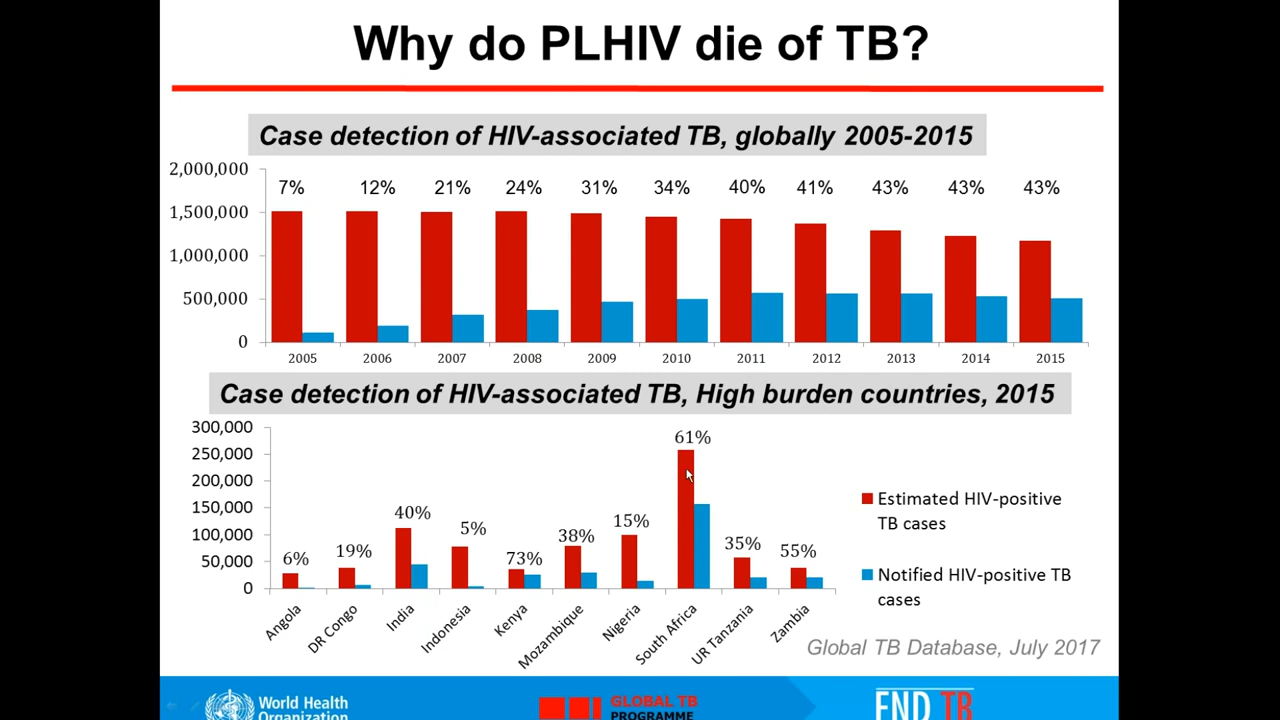 Why do PLHIV die of TB?
Case detection of HIV-associated TB, globally 2005-2015
2,000,000
7% 12% 21% 24% 31% 34% 40% 41% 43% 43% 43%
1,500,000
1,000,000
500,000
0
2005 2006 2007 2008 2009 2010 2011 2012 2013 2014 2015
Case detection of HIV-associated TB, High burden countries, 2015
300,000
250,000
200,000
150,000
100,000
50,000
0
6% 19% 40% 5% 73% 38% 15% 61% 35% 55%
Angola DR Congo India Indonesia Kenya Mozambique Nigeria South Africa UR Tanzania Zambia
Estimated HIV-positive
TB cases
Notified HIV-positive TB
cases
Global TB Database, July 2017
World Health
Organization
GLOBAL TB
PROGRAMME
END TB